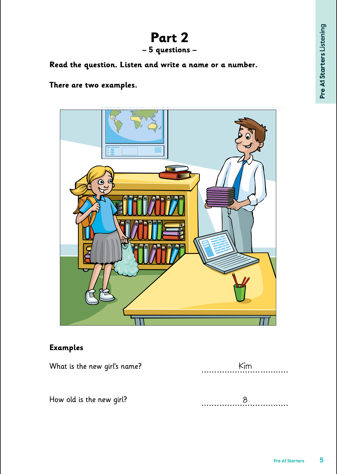 Pre A1 Starters Listening
Part 2
– 5 questions –
Read the question. Listen and write a name or a number.
There are two examples.
Examples
What is the new girl's name? Kim
How old is the new girl? 8
Pre A1 Starters 5